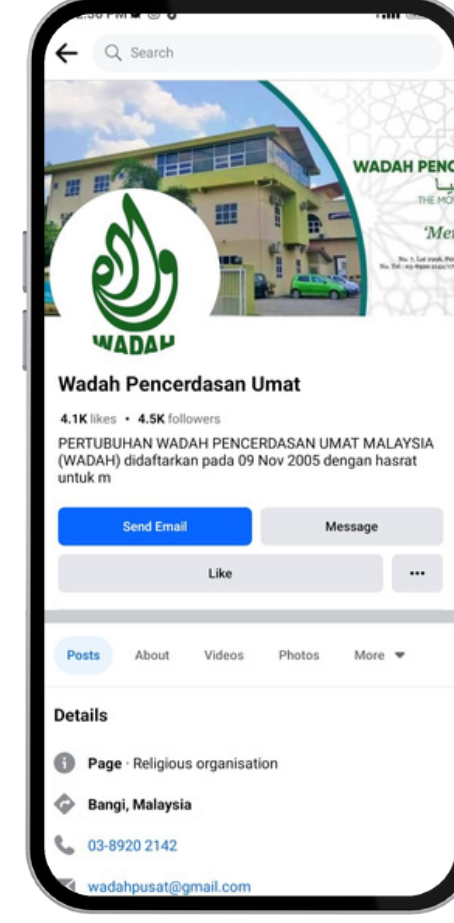 Search
WADAH PENC
THE MO
'Me
WADAH
Wadah Pencerdasan Umat
4.1K likes • 4.5K followers
PERTUBUHAN WADAH PENCERDASAN UMAT MALAYSIA
(WADAH) didaftarkan pada 09 Nov 2005 dengan hasrat
untuk m
Send Email
Message
Like
Posts
About
Videos
Photos
More
Details
Page · Religious organisation
Bangi, Malaysia
03-8920 2142
wadahpusat@gmail.com